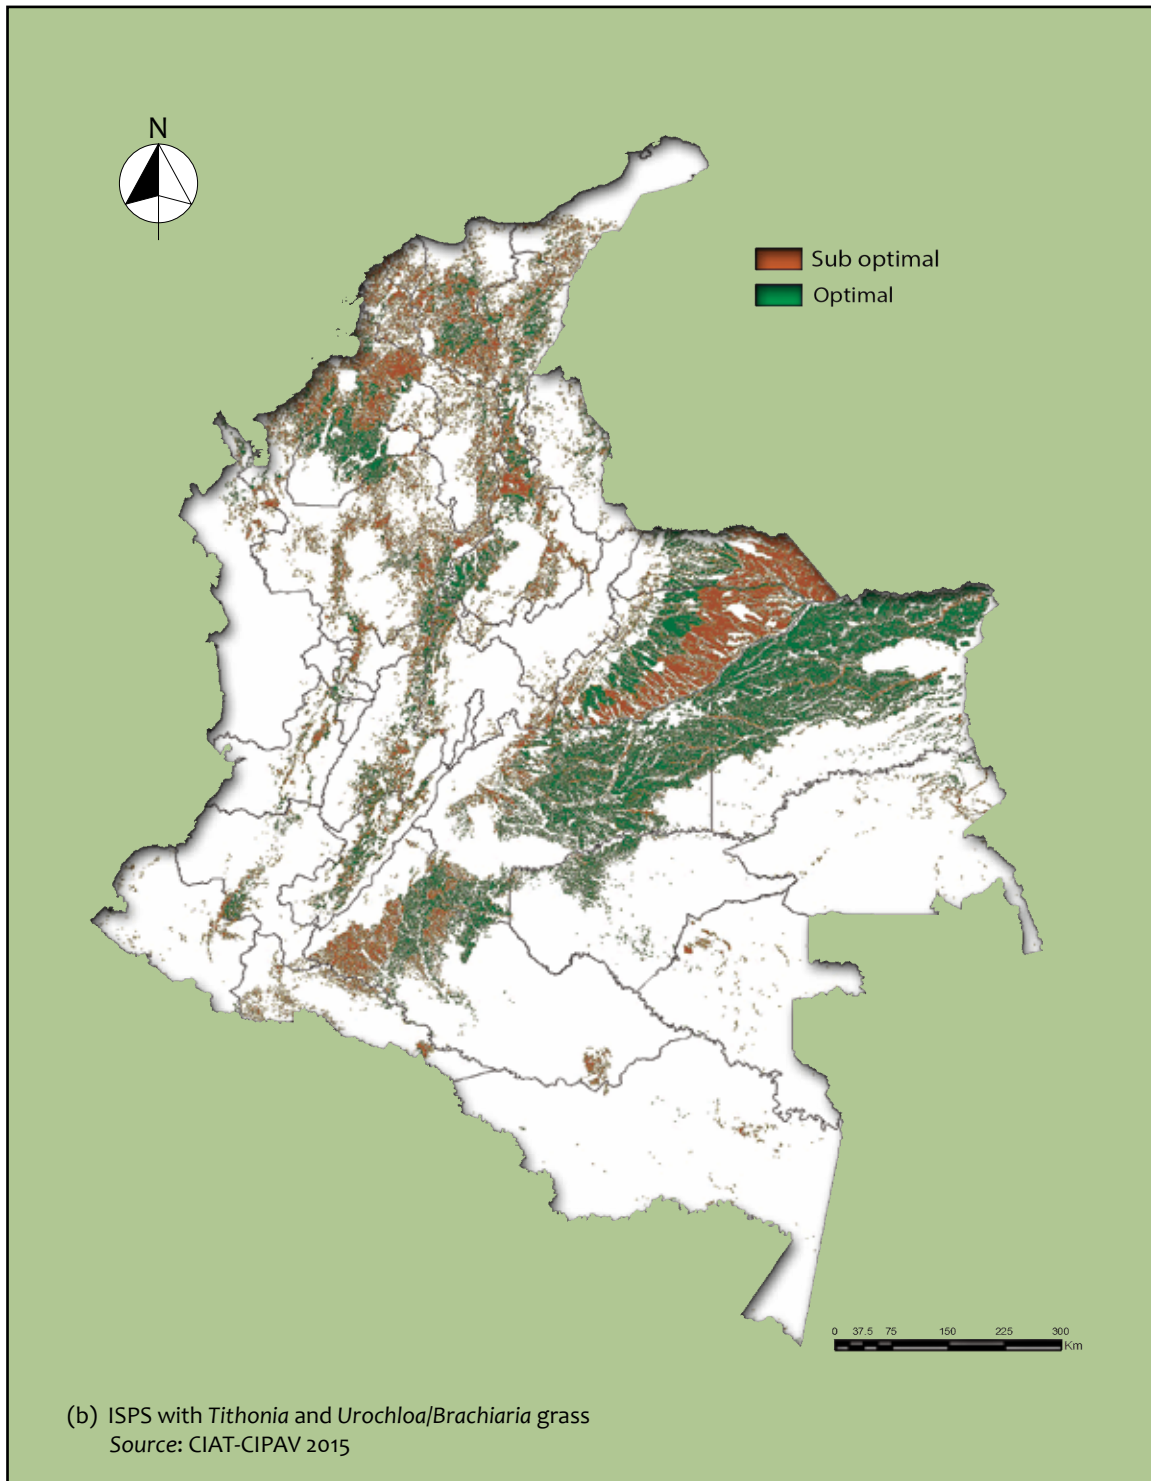 N
Sub optimal
Optimal
0 37.5 75 150 225 300
Km
(b) ISPS with Tithonia and Urochloa/Brachiaria grass
Source: CIAT-CIPAV 2015